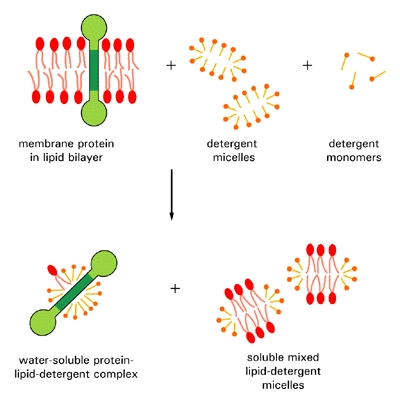 membrane protein
in lipid bilayer
+
detergent
micelles
+
detergent
monomers
water-soluble protein-
lipid-detergent complex
+
soluble mixed
lipid-detergent
micelles